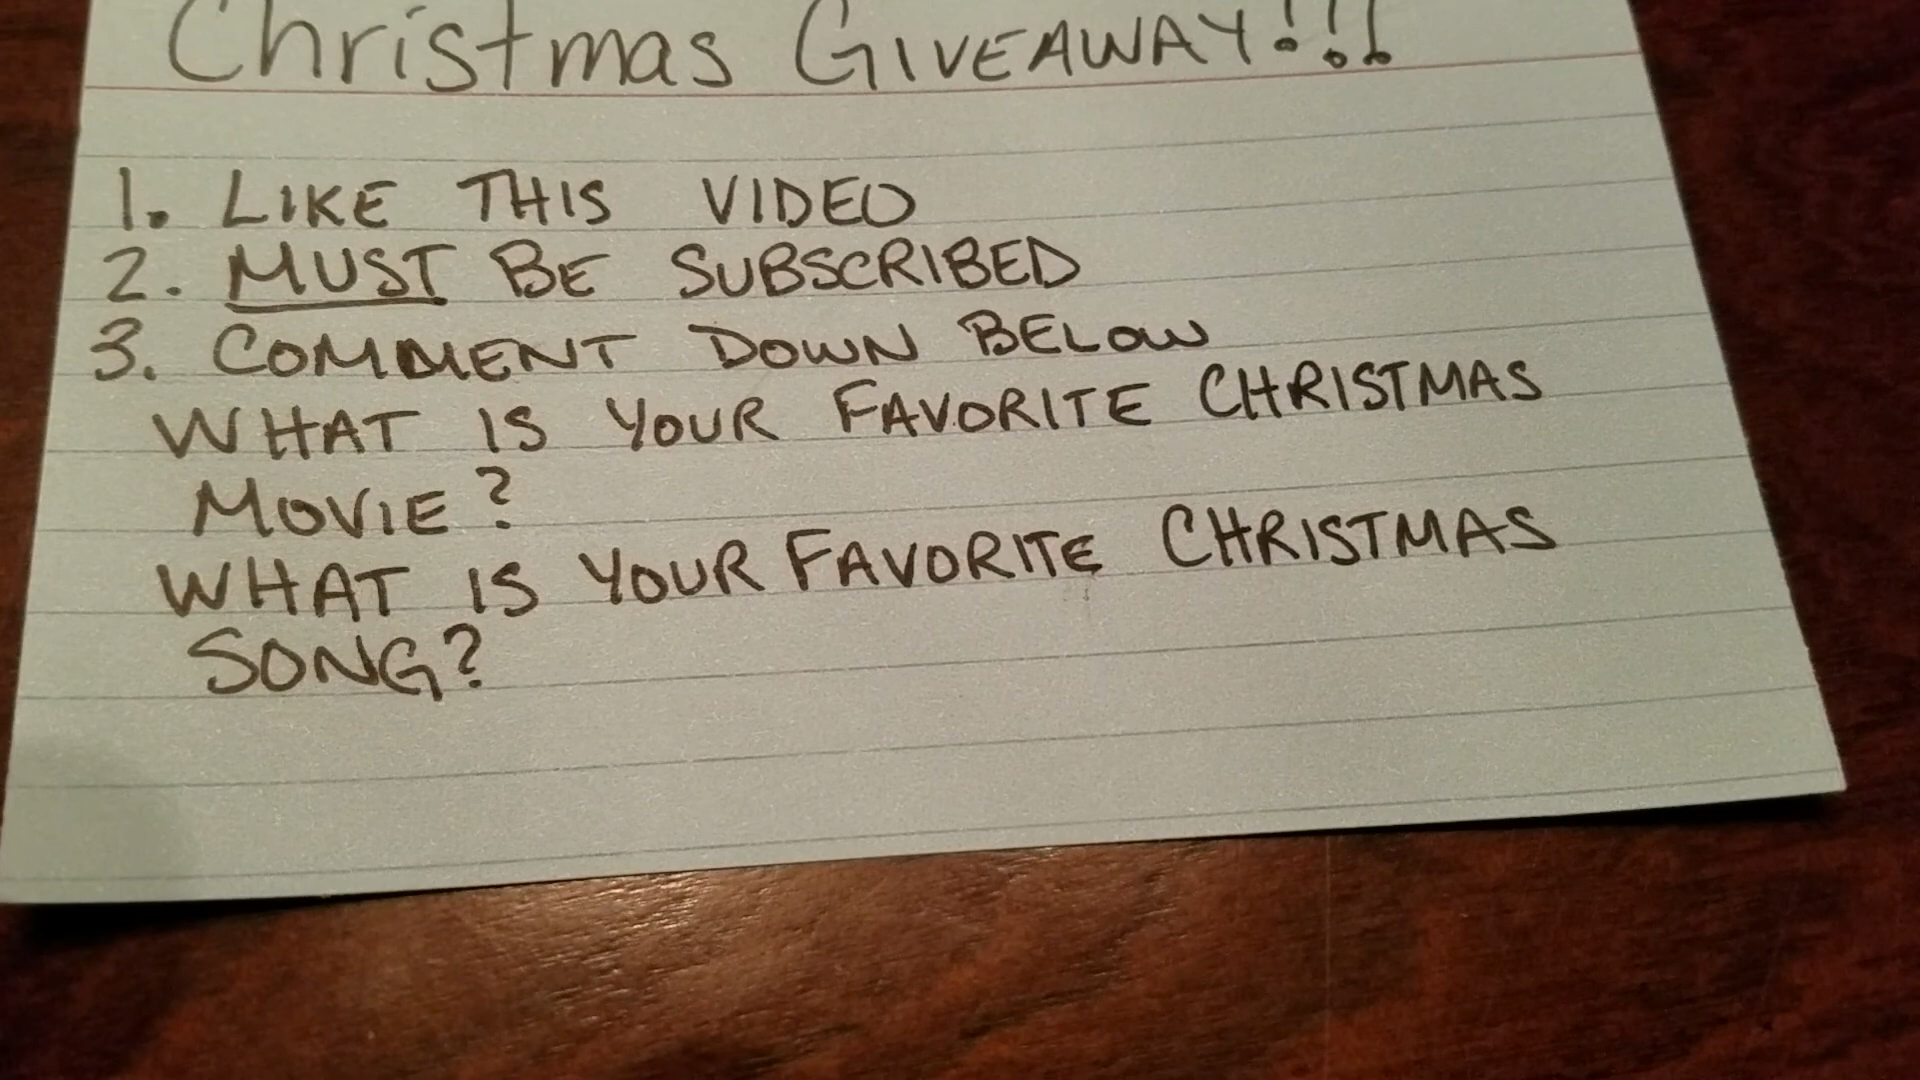 Christmas GIVEAWAY!!!
1. LIKE THIS VIDEO
2. MUST BE SUBSCRIBED
3. COMMENT DOWN BELOW
WHAT IS YOUR FAVORITE CHRISTMAS
MOVIE?
WHAT IS YOUR FAVORITE CHRISTMAS
SONG?